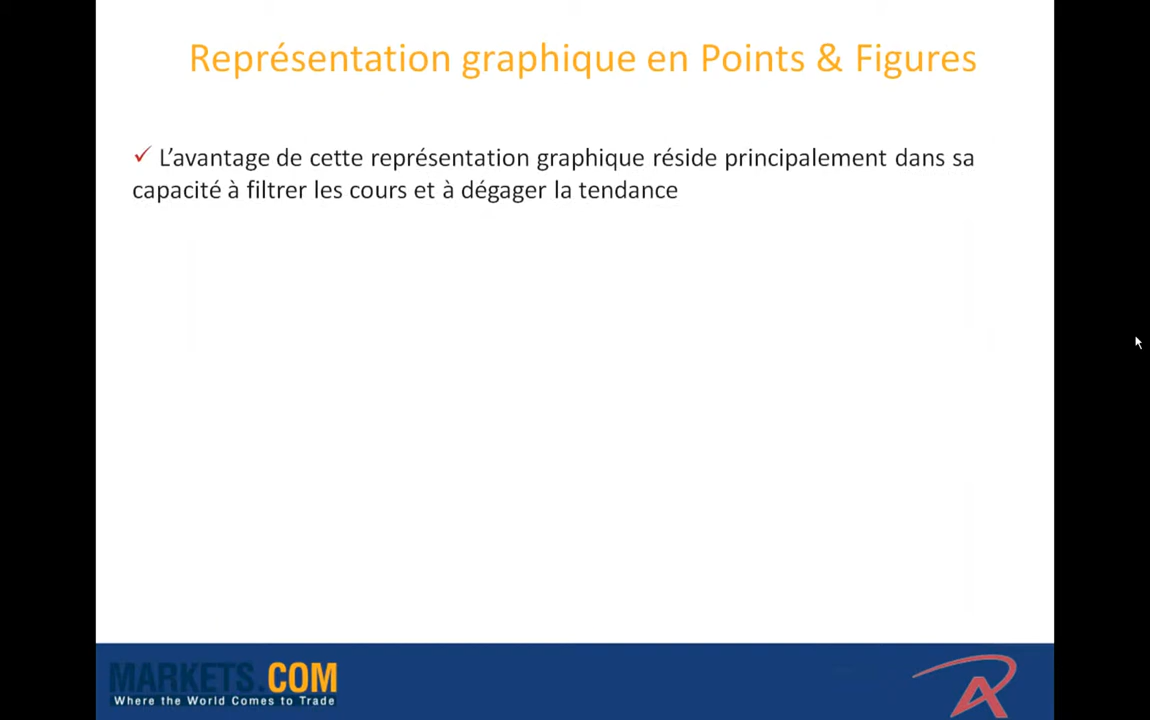 Représentation graphique en Points & Figures
✓ L’avantage de cette représentation graphique réside principalement dans sa
capacité à filtrer les cours et à dégager la tendance
MARKETS.COM
Where the World Comes to Trade